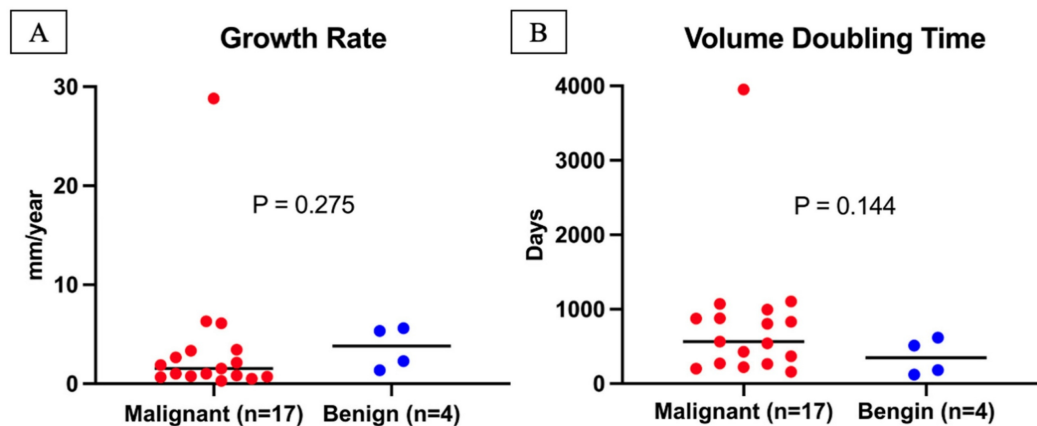 A
Growth Rate
30
20
10
0
mm/year
P = 0.275
Malignant (n=17)
Benign (n=4)
B
Volume Doubling Time
4000
3000
2000
1000
0
Days
P = 0.144
Malignant (n=17)
Bengin (n=4)